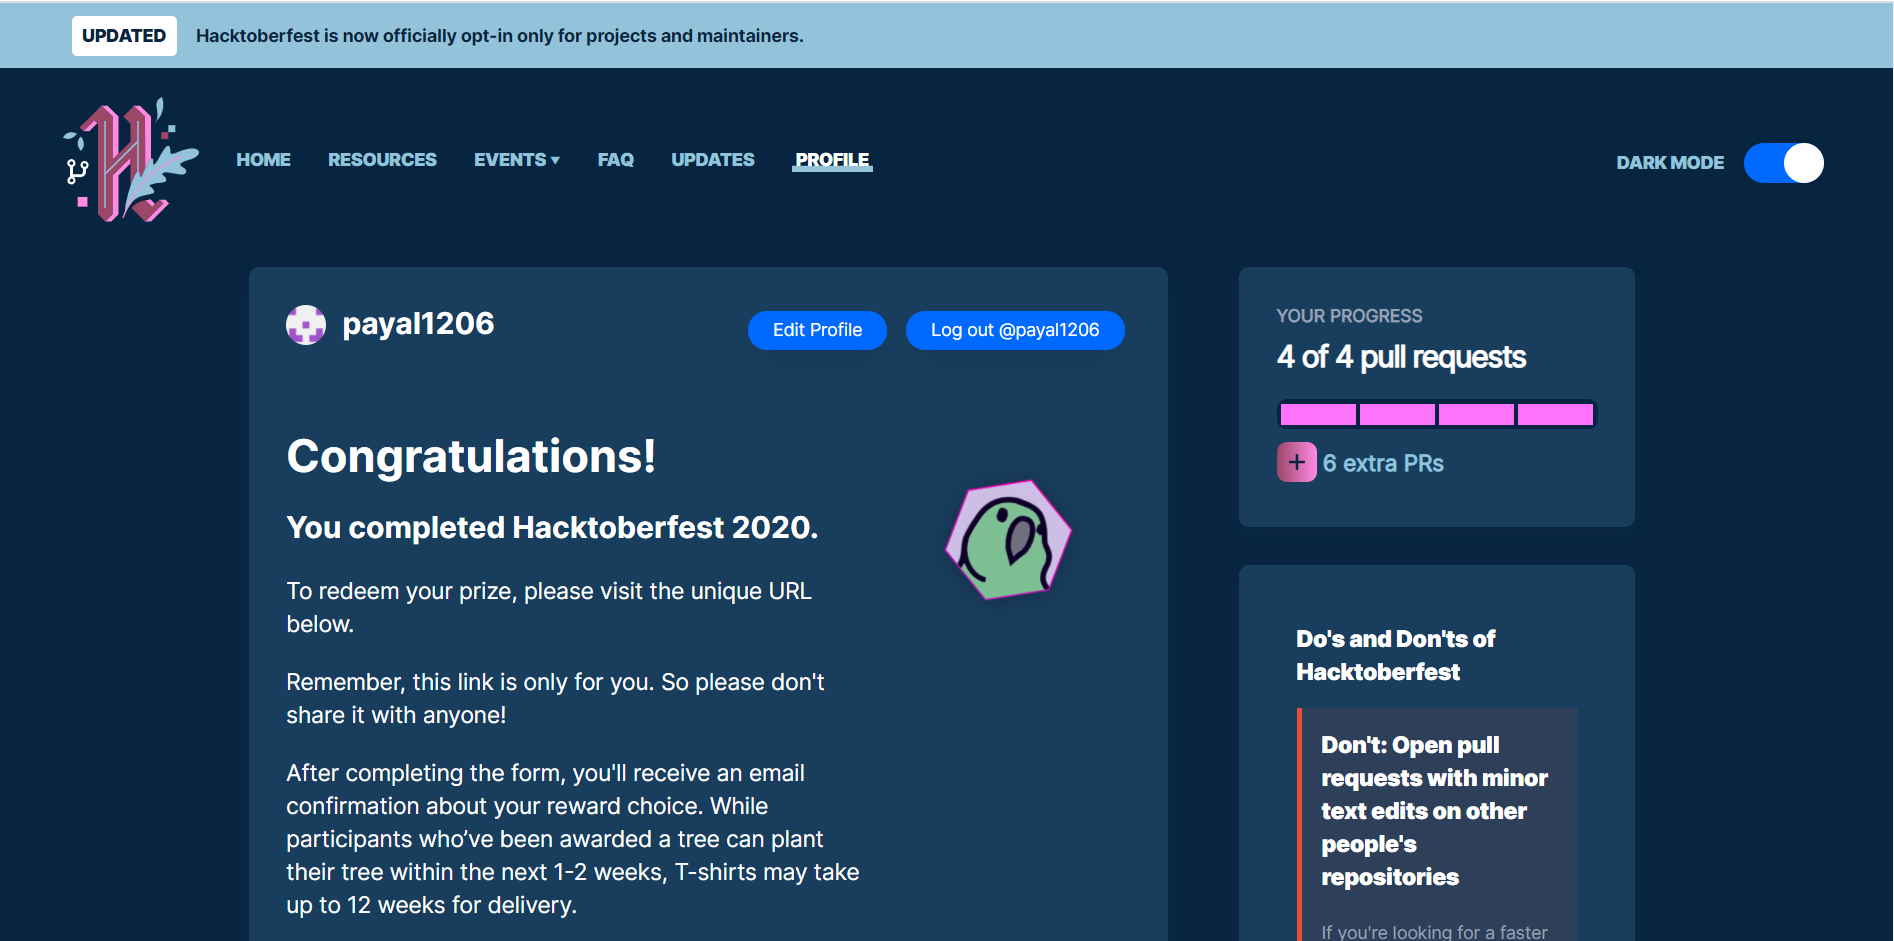 UPDATED Hacktoberfest is now officially opt-in only for projects and maintainers.
HOME RESOURCES EVENTS▼ FAQ UPDATES PROFILE DARK MODE
payal1206
Edit Profile
Log out @payal1206
Congratulations!
You completed Hacktoberfest 2020.
To redeem your prize, please visit the unique URL
below.
Remember, this link is only for you. So please don't
share it with anyone!
After completing the form, you'll receive an email
confirmation about your reward choice. While
participants who’ve been awarded a tree can plant
their tree within the next 1-2 weeks, T-shirts may take
up to 12 weeks for delivery.
YOUR PROGRESS
4 of 4 pull requests
+ 6 extra PRs
Do's and Don'ts of
Hacktoberfest
Don't: Open pull
requests with minor
text edits on other
people's
repositories
If you're looking for a faster